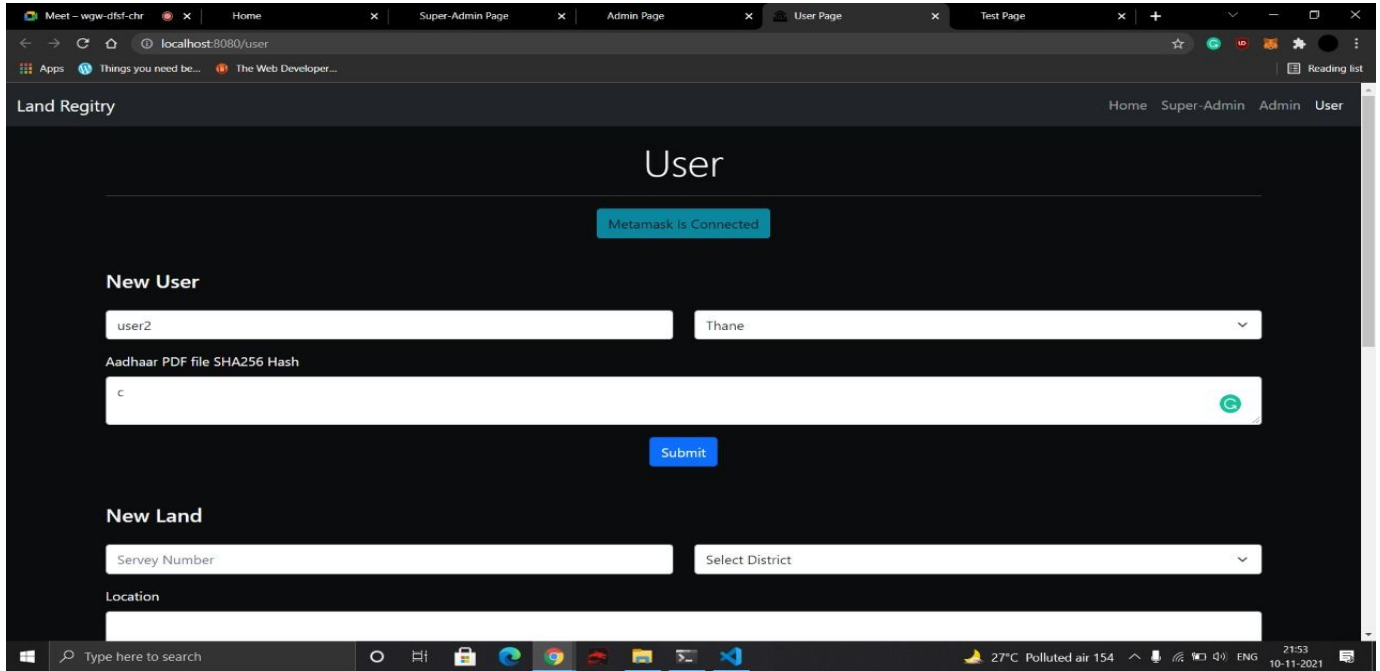 Meet – wgw-dfsf-chr Home Super-Admin Page Admin Page User Page Test Page
localhost:8080/user
Apps Things you need be... The Web Developer... Reading list
Land Regitry Home Super-Admin Admin User
User
Metamask Is Connected
New User
user2 Thane
Aadhaar PDF file SHA256 Hash
c
Submit
New Land
Servey Number Select District
Location
Type here to search 27°C Polluted air 154 ENG 21:53
10-11-2021